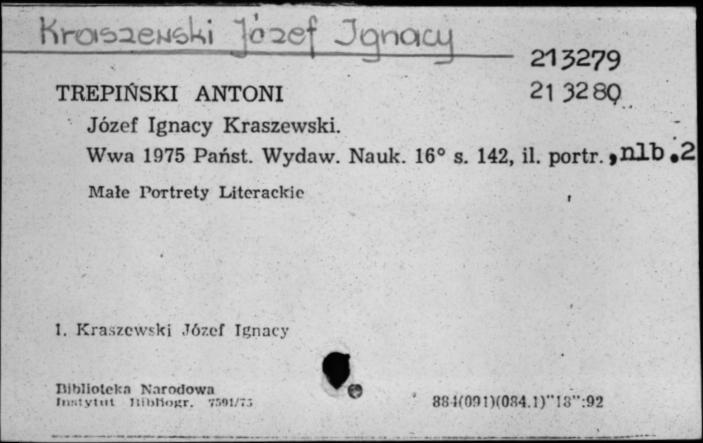 Kraszewski Józef Ignacy
213279
TREPIŃSKI ANTONI
213280
Józef Ignacy Kraszewski.
Wwa 1975 Państ. Wydaw. Nauk. 16° s. 142, il. portr., nlb.2
Małe Portrety Literackie
1. Kraszewski Józef Ignacy
Biblioteka Narodowa
Instytut Bibliogr. 7591/75
884(091)(084.1)"18":92